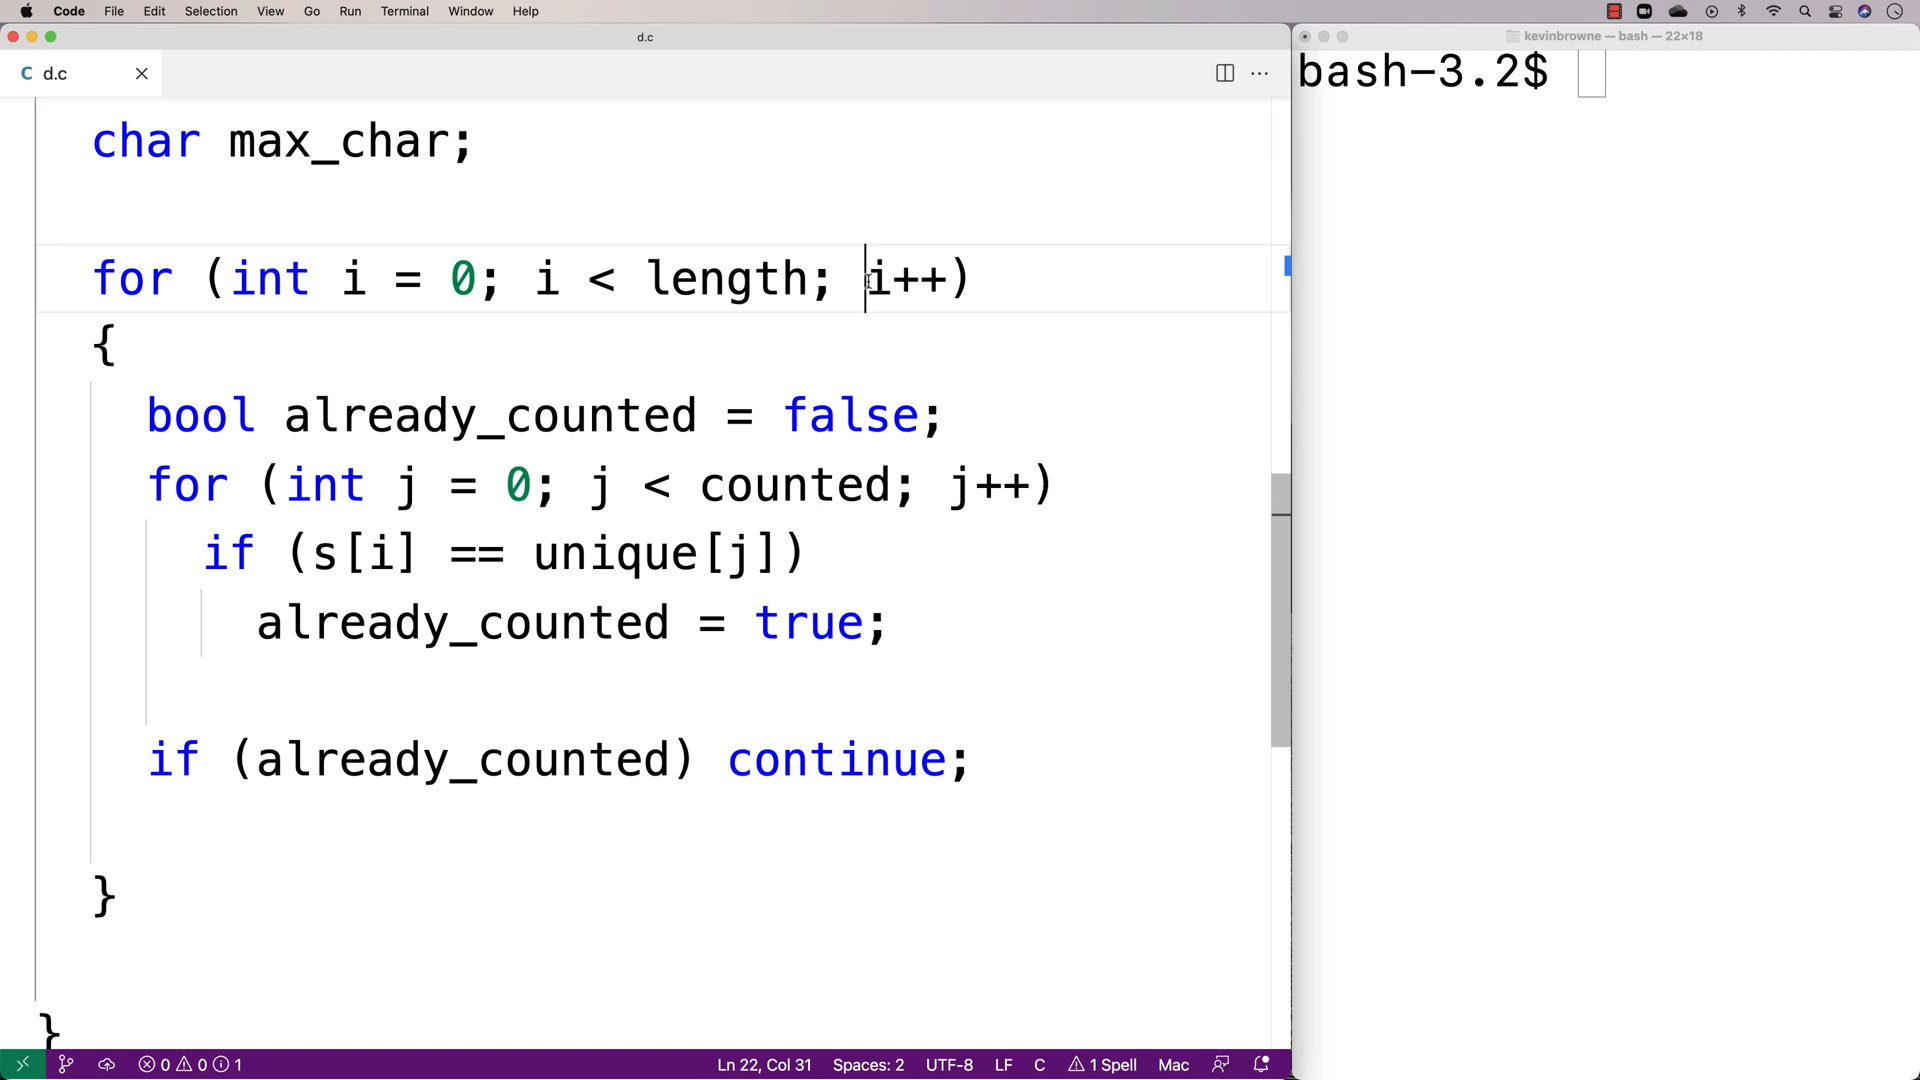 Code File Edit Selection View Go Run Terminal Window Help
d.c
kevinbrowne — bash — 22×18
C d.c
bash-3.2$
char max_char;
for (int i = 0; i < length; i++)
{
bool already_counted = false;
for (int j = 0; j < counted; j++)
if (s[i] == unique[j])
already_counted = true;
if (already_counted) continue;
}
}
0 0 1 Ln 22, Col 31 Spaces: 2 UTF-8 LF C 1 Spell Mac